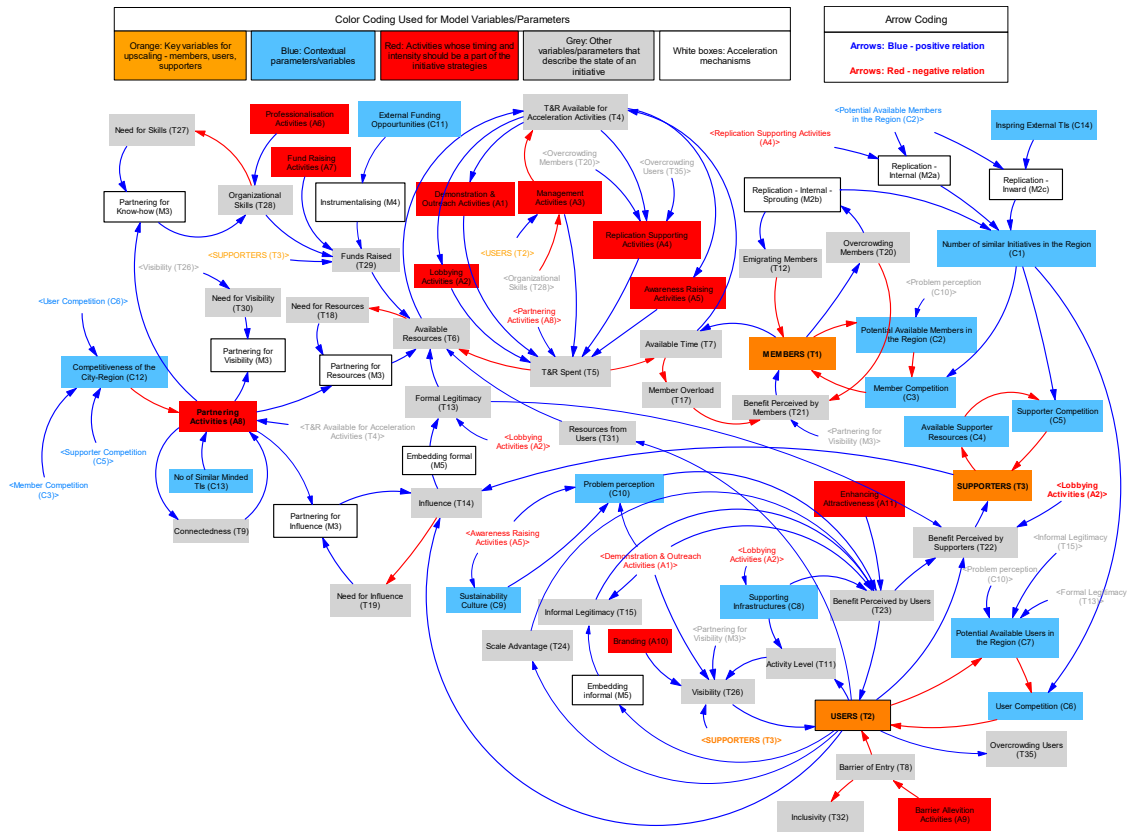 Color Coding Used for Model Variables/Parameters
Orange: Key variables for
upscaling - members, users,
supporters
Blue: Contextual
parameters/variables
Red: Activities whose timing and
intensity should be a part of the
initiative strategies
Grey: Other
variables/parameters that
describe the state of an
initiative
White boxes: Acceleration
mechanisms
Arrow Coding
Arrows: Blue - positive relation
Arrows: Red - negative relation
Need for Skills (T27)
Professionalisation
Activities (A6)
External Funding
Oppourtunities (C11)
T&R Available for
Acceleration Activities (T4)
<Potential Available Members
in the Region (C2)>
Inspring External TIs (C14)
<Replication Supporting Activities
(A4)>
Fund Raising
Activities (A7)
<Overcrowding
Members (T20)>
<Overcrowding
Users (T35)>
Replication -
Internal (M2a)
Replication -
Inward (M2c)
Partnering for
Know-how (M3)
Organizational
Skills (T28)
Instrumentalising (M4)
Demonstration &
Outreach Activities (A1)
Management
Activities (A3)
Replication - Internal -
Sprouting (M2b)
Replication Supporting
Activities (A4)
Number of similar Initiatives in the Region
(C1)
<Visibility (T26)>
<SUPPORTERS (T3)>
Funds Raised
(T29)
<USERS (T2)>
Emigrating Members
(T12)
Overcrowding
Members (T20)
Lobbying
Activities (A2)
<Organizational
Skills (T28)>
Awareness Raising
Activities (A5)
<Problem perception
(C10)>
<User Competition (C6)>
Need for Visibility
(T30)
Need for Resources
(T18)
<Partnering
Activities (A8)>
Available
Resources (T6)
Available Time (T7)
MEMBERS (T1)
Potential Available Members in
the Region (C2)
Competitiveness of the
City-Region (C12)
Partnering for
Visibility (M3)
Partnering for
Resources (M3)
T&R Spent (T5)
Member Overload
(T17)
Member Competition
(C3)
Formal Legitimacy
(T13)
Benefit Perceived by
Members (T21)
Partnering
Activities (A8)
<T&R Available for Acceleration
Activities (T4)>
Resources from
Users (T31)
<Partnering for
Visibility (M3)>
Available Supporter
Resources (C4)
Supporter Competition
(C5)
<Supporter Competition
(C5)>
<Lobbying
Activities (A2)>
Embedding formal
(M5)
<Member Competition
(C3)>
No of Similar Minded
TIs (C13)
Influence (T14)
Problem perception
(C10)
Enhancing
Attractiveness (A11)
SUPPORTERS (T3)
<Lobbying
Activities (A2)>
Connectedness (T9)
Partnering for
Influence (M3)
<Awareness Raising
Activities (A5)>
<Demonstration & Outreach
Activities (A1)>
<Lobbying
Activities (A2)>
Benefit Perceived by
Supporters (T22)
<Informal Legitimacy
(T15)>
<Problem perception
(C10)>
Need for Influence
(T19)
Sustainability
Culture (C9)
Informal Legitimacy (T15)
Supporting
Infrastructures (C8)
Benefit Perceived by Users
(T23)
<Formal Legitimacy
(T13)>
Scale Advantage (T24)
Branding (A10)
<Partnering for
Visibility (M3)>
Potential Available Users in
the Region (C7)
Activity Level (T11)
Embedding
informal (M5)
Visibility (T26)
USERS (T2)
User Competition (C6)
<SUPPORTERS (T3)>
Overcrowding Users
(T35)
Barrier of Entry (T8)
Inclusivity (T32)
Barrier Allevition
Activities (A9)